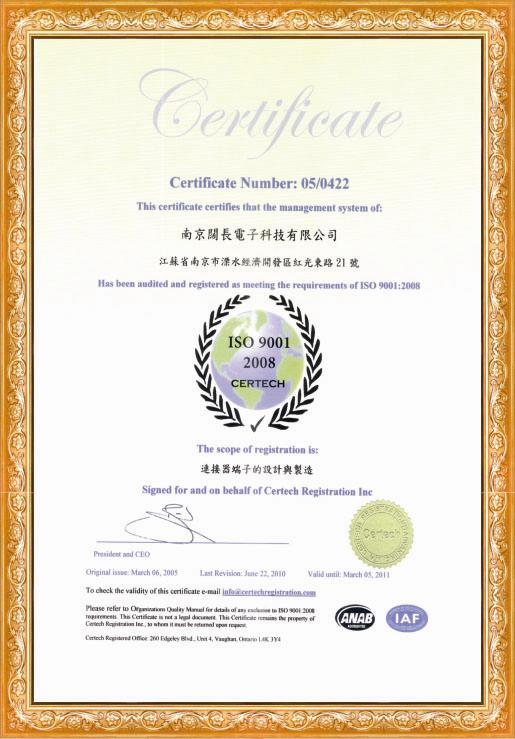 Certificate
Certificate Number: 05/0422
This certificate certifies that the management system of:
南京闊長電子科技有限公司
江蘇省南京市溧水經濟開發區紅光東路 21 號
Has been audited and registered as meeting the requirements of ISO 9001:2008
ISO 9001
2008
CERTECH
The scope of registration is:
連接器端子的設計與製造
Signed for and on behalf of Certech Registration Inc
Certech
President and CEO
Original issue: March 06, 2005 Last Revision: June 22, 2010 Valid until: March 05, 2011
To check the validity of this certificate e-mail info@certechregistration.com
Please refer to Organizations Quality Manual for details of any exclusion to ISO 9001:2008
requirements. This Certificate is not a legal document. This Certificate remains the property of
Certech Registration Inc., to whom it must be returned upon request.
ANAB
ACCREDITED
IAF
Certech Registered Office: 260 Edgeley Blvd., Unit 4, Vaughan, Ontario L4K 3Y4